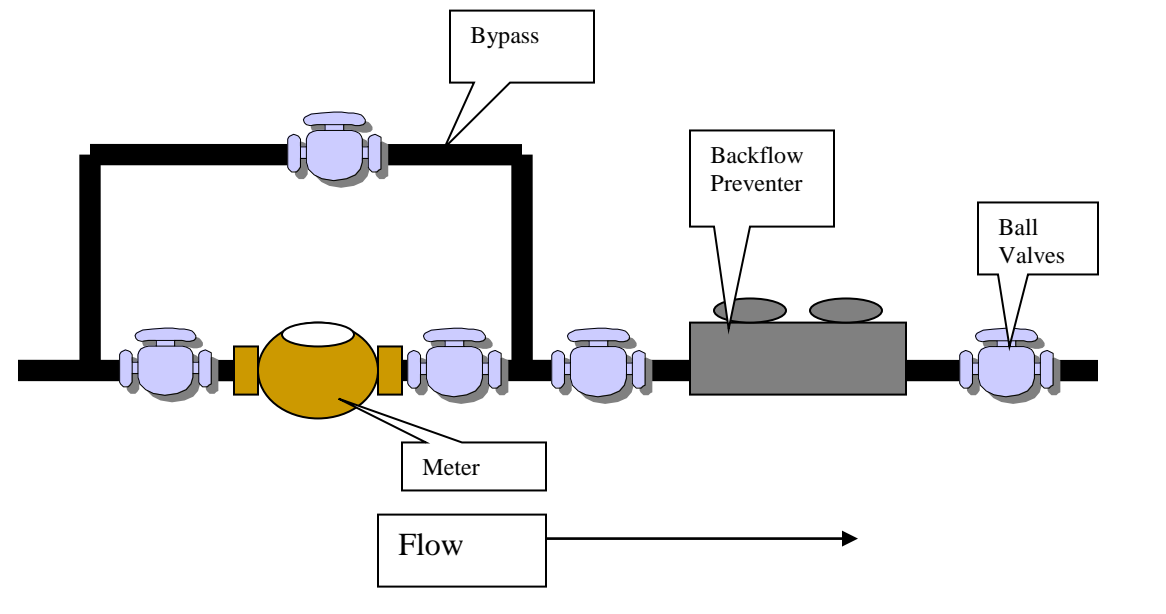 Bypass
Backflow
Preventer
Ball
Valves
Meter
Flow